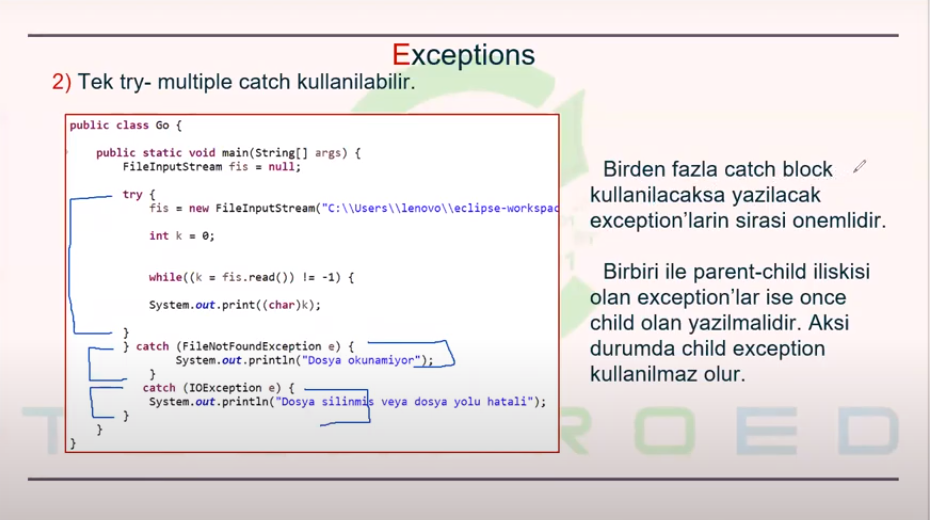 Exceptions
2) Tek try- multiple catch kullanilabilir.
public class Go {
public static void main(String[] args) {
FileInputStream fis = null;
try {
fis = new FileInputStream("C:\\Users\\lenovo\\eclipse-workspac
int k = 0;
while((k = fis.read()) != -1) {
System.out.print((char)k);
}
} catch (FileNotFoundException e) {
System.out.println("Dosya okunamiyor");
}
catch (IOException e) {
System.out.println("Dosya silinmis veya dosya yolu hatali");
}
}
}
Birden fazla catch block
kullanilacaksa yazilacak
exception'larin sirasi onemlidir.
Birbiri ile parent-child iliskisi
olan exception'lar ise once
child olan yazilmalidir. Aksi
durumda child exception
kullanilmaz olur.